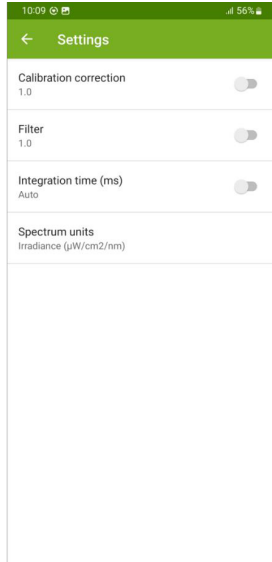 10:09 56%
Settings
Calibration correction
1.0
Filter
1.0
Integration time (ms)
Auto
Spectrum units
Irradiance (µW/cm2/nm)